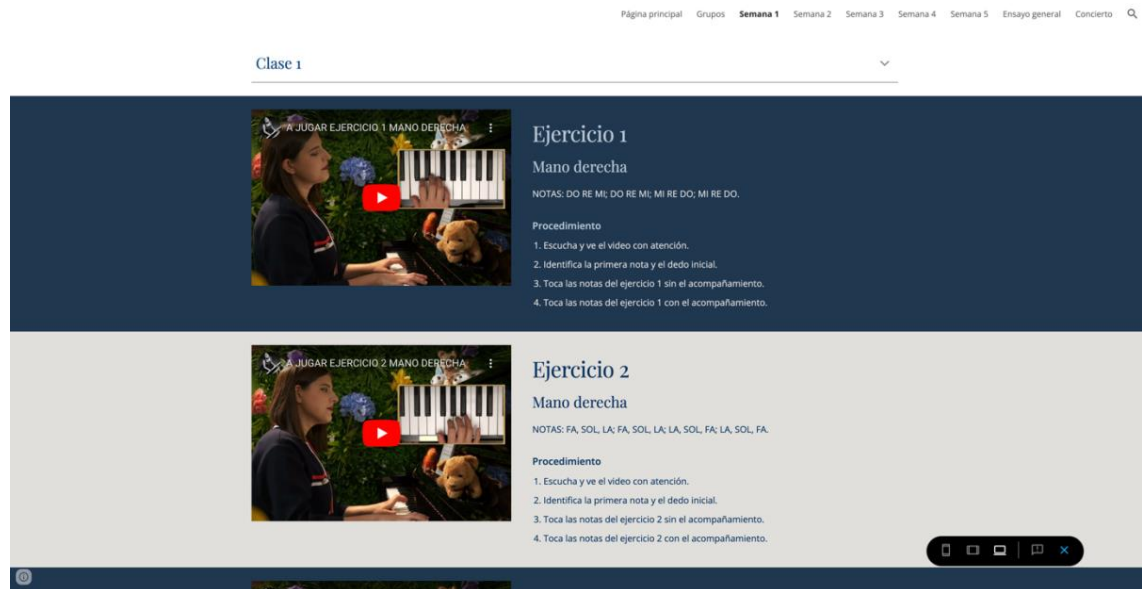 Página principal Grupos Semana 1 Semana 2 Semana 3 Semana 4 Semana 5 Ensayo general Concierto
Clase 1
A JUGAR EJERCICIO 1 MANO DERECHA
Ejercicio 1
Mano derecha
NOTAS: DO RE MI; DO RE MI; MI RE DO; MI RE DO.
Procedimiento
1. Escucha y ve el video con atención.
2. Identifica la primera nota y el dedo inicial.
3. Toca las notas del ejercicio 1 sin el acompañamiento.
4. Toca las notas del ejercicio 1 con el acompañamiento.
A JUGAR EJERCICIO 2 MANO DERECHA
Ejercicio 2
Mano derecha
NOTAS: FA, SOL, LA; FA, SOL, LA; LA, SOL, FA; LA, SOL, FA.
Procedimiento
1. Escucha y ve el video con atención.
2. Identifica la primera nota y el dedo inicial.
3. Toca las notas del ejercicio 2 sin el acompañamiento.
4. Toca las notas del ejercicio 2 con el acompañamiento.